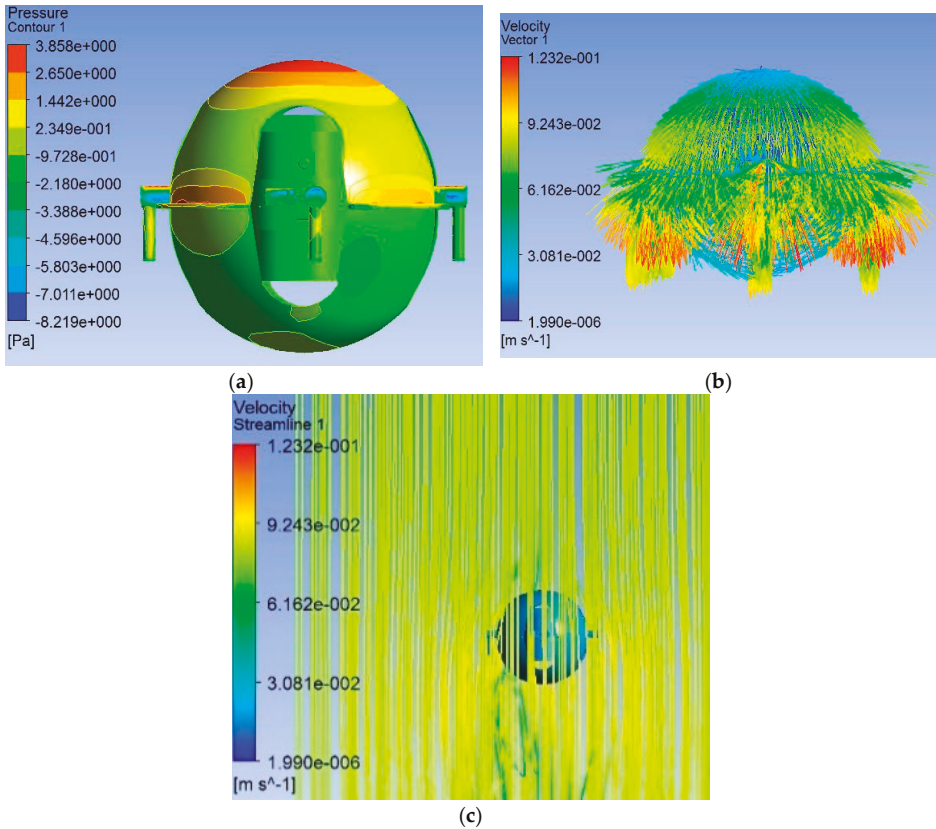 Pressure
Contour 1
3.858e+000
2.650e+000
1.442e+000
2.349e-001
-9.728e-001
-2.180e+000
-3.388e+000
-4.596e+000
-5.803e+000
-7.011e+000
-8.219e+000
[Pa]
(a)
Velocity
Vector 1
1.232e-001
9.243e-002
6.162e-002
3.081e-002
1.990e-006
[m s^-1]
(b)
Velocity
Streamline 1
1.232e-001
9.243e-002
6.162e-002
3.081e-002
1.990e-006
[m s^-1]
(c)